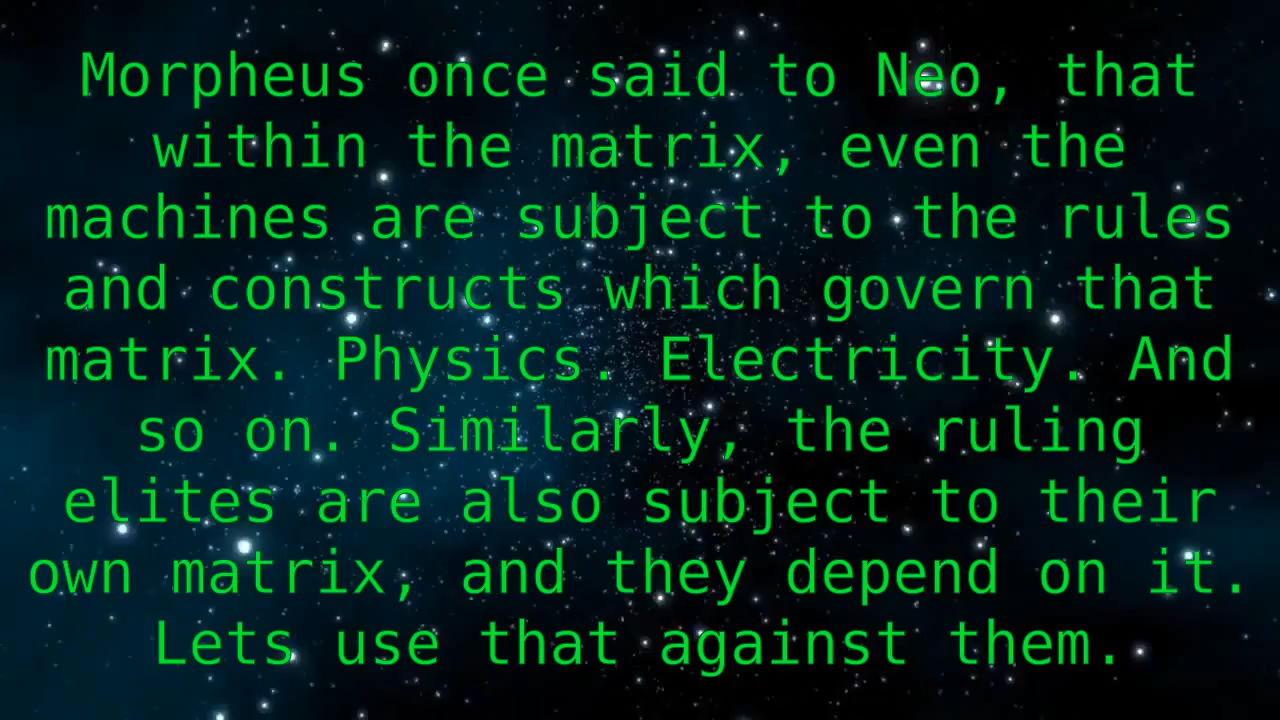 Morpheus once said to Neo, that
within the matrix, even the
machines are subject to the rules
and constructs which govern that
matrix. Physics. Electricity. And
so on. Similarly, the ruling
elites are also subject to their
own matrix, and they depend on it.
Lets use that against them.